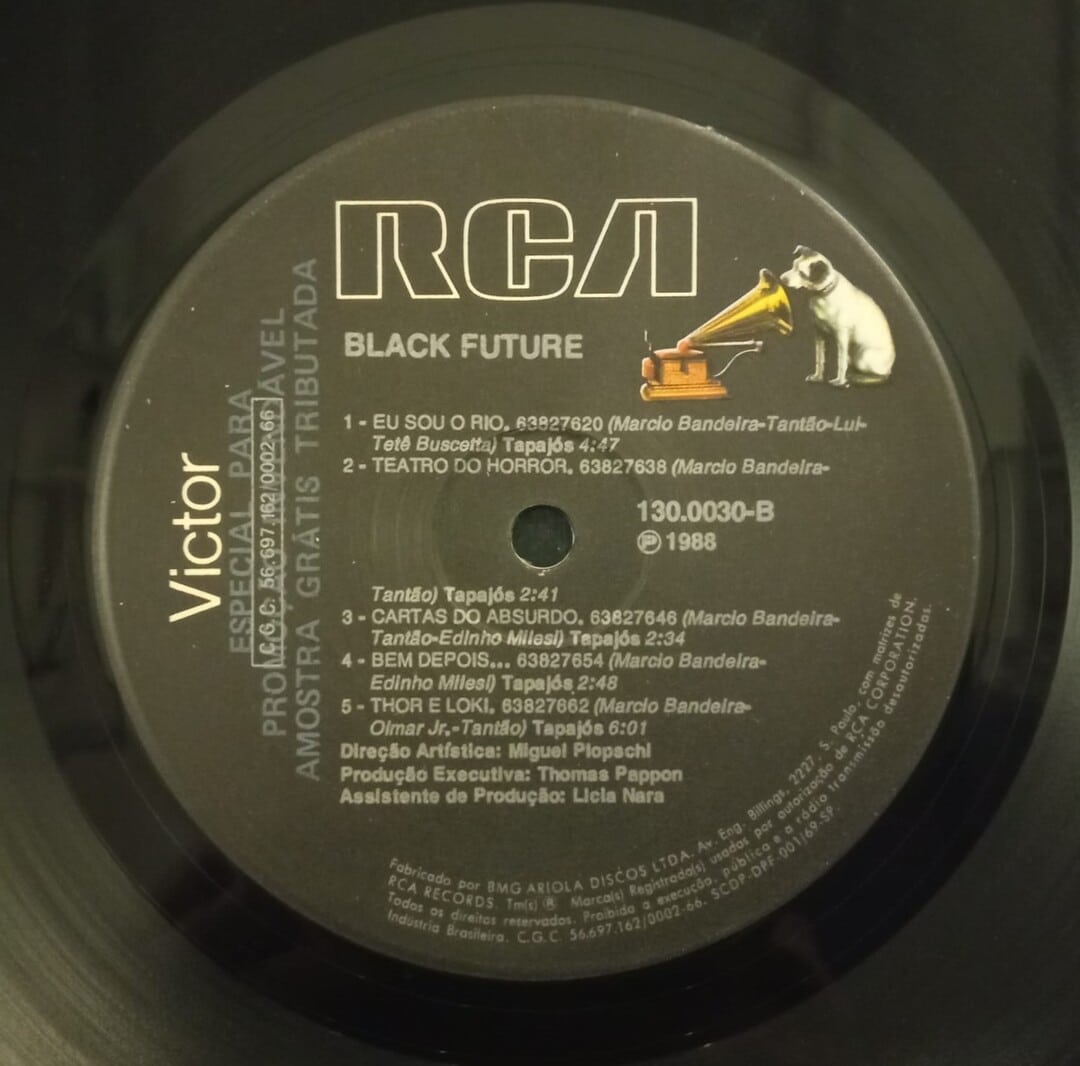 RCA
Victor
ESPECIAL PARA
PROMOÇÃO INVENDÁVEL
AMOSTRA GRÁTIS TRIBUTADA
C.G.C. 56.697.162/0002-66
BLACK FUTURE
1 - EU SOU O RIO. 63827620 (Marcio Bandeira-Tantão-Lui-
Tetê Buscetta) Tapajós 4:47
2 - TEATRO DO HORROR. 63827638 (Marcio Bandeira-
130.0030-B
℗ 1988
Tantão) Tapajós 2:41
3 - CARTAS DO ABSURDO. 63827646 (Marcio Bandeira-
Tantão-Edinho Milesi) Tapajós 2:34
4 - BEM DEPOIS... 63827654 (Marcio Bandeira-
Edinho Milesi) Tapajós 2:48
5 - THOR E LOKI. 63827662 (Marcio Bandeira-
Olmar Jr.-Tantão) Tapajós 6:01
Direção Artística: Miguel Plopschi
Produção Executiva: Thomas Pappon
Assistente de Produção: Licia Nara
Fabricado por BMG ARIOLA DISCOS LTDA. Av. Eng. Billings, 2227. S. Paulo, com matrizes de
RCA RECORDS. Tm(s) ® Marca(s) Registrada(s) usadas por autorização de RCA CORPORATION.
Todos os direitos reservados. Proibida a execução, pública e a rádio transmissão desautorizadas.
Indústria Brasileira. C.G.C. 56.697.162/0002-66. SCDP-DPF-001/69-SP.